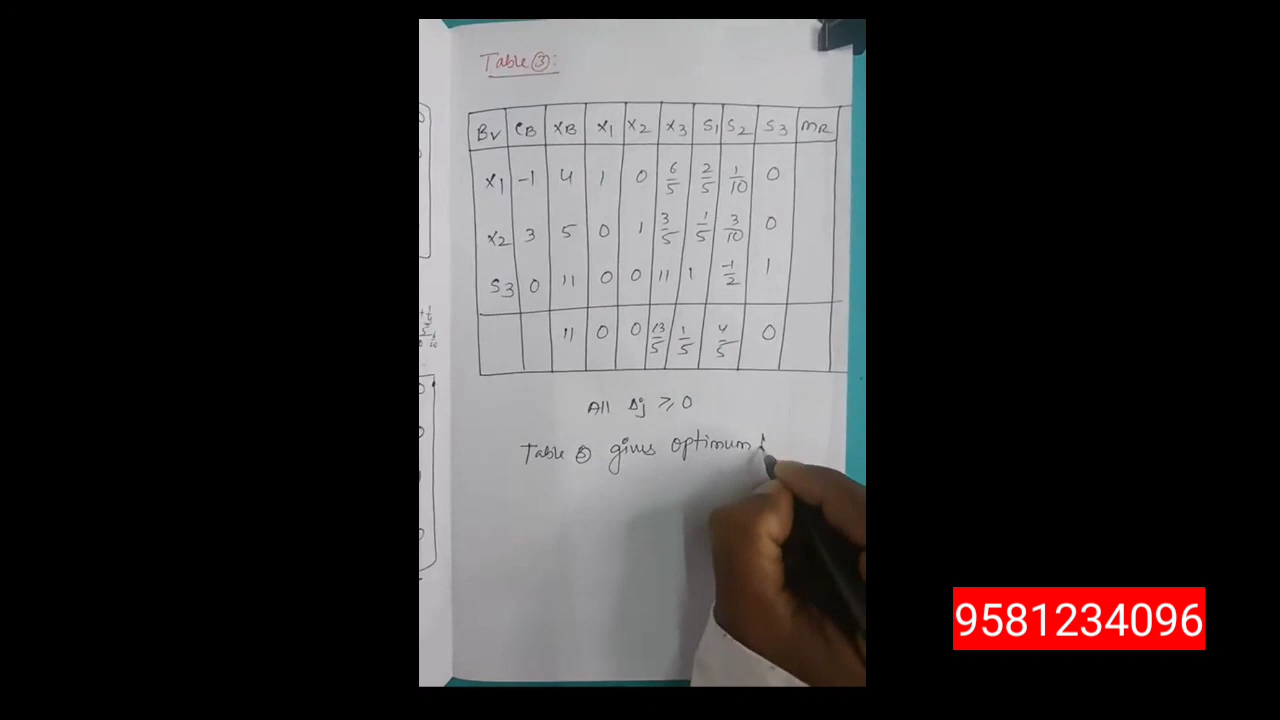 Table ③:
BV CB XB X1 X2 X3 S1 S2 S3 MR
X1 -1 4 1 0 6/5 2/5 1/10 0
X2 3 5 0 1 3/5 1/5 3/10 0
S3 0 11 0 0 11 1 -1/2 1
11 0 0 13/5 1/5 4/5 0
All Δj ≥ 0
Table ③ gives optimum
9581234096